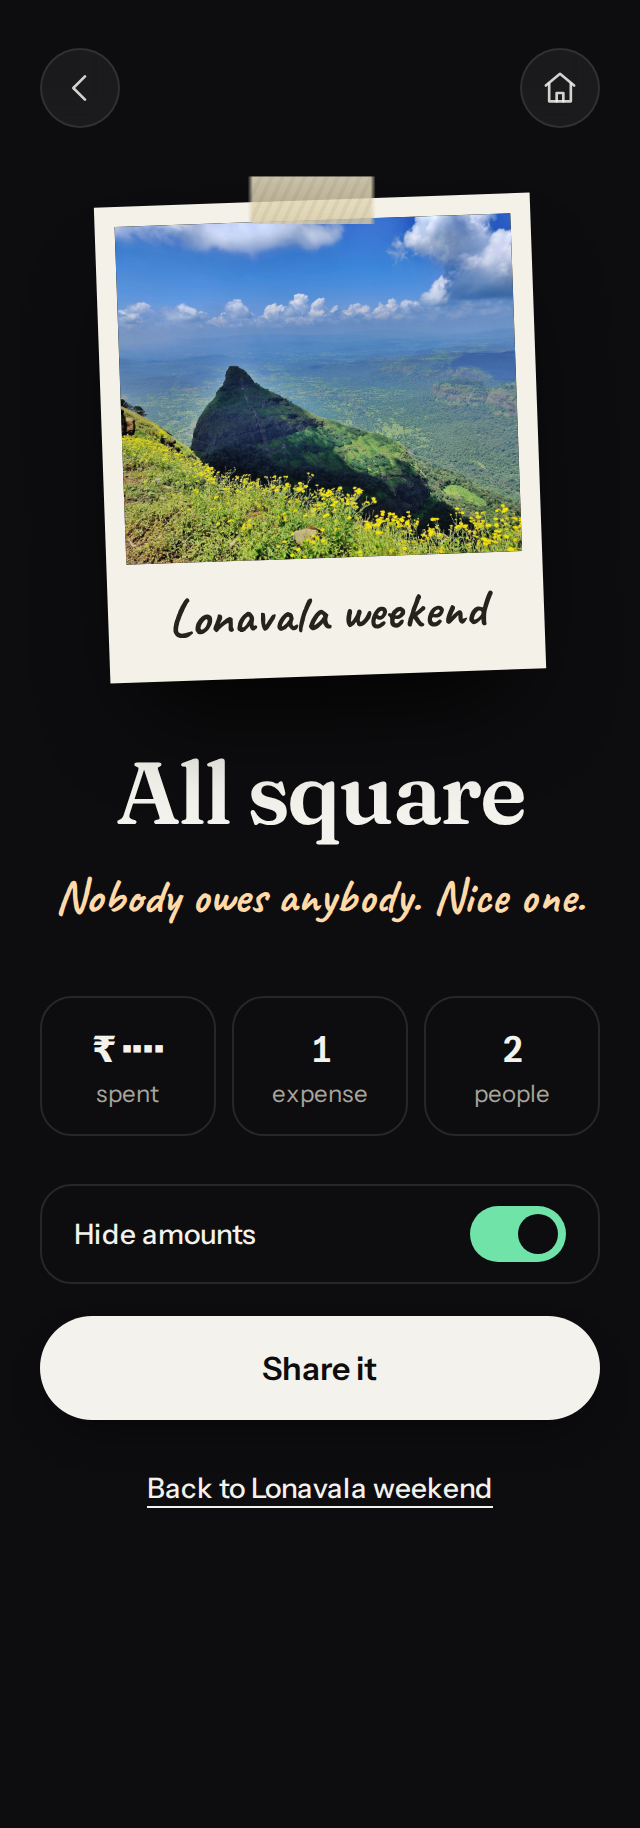 Lonavala weekend
All square
Nobody owes anybody. Nice one.
₹ ····
1
2
spent
expense
people
Hide amounts
Share it
Back to Lonavala weekend